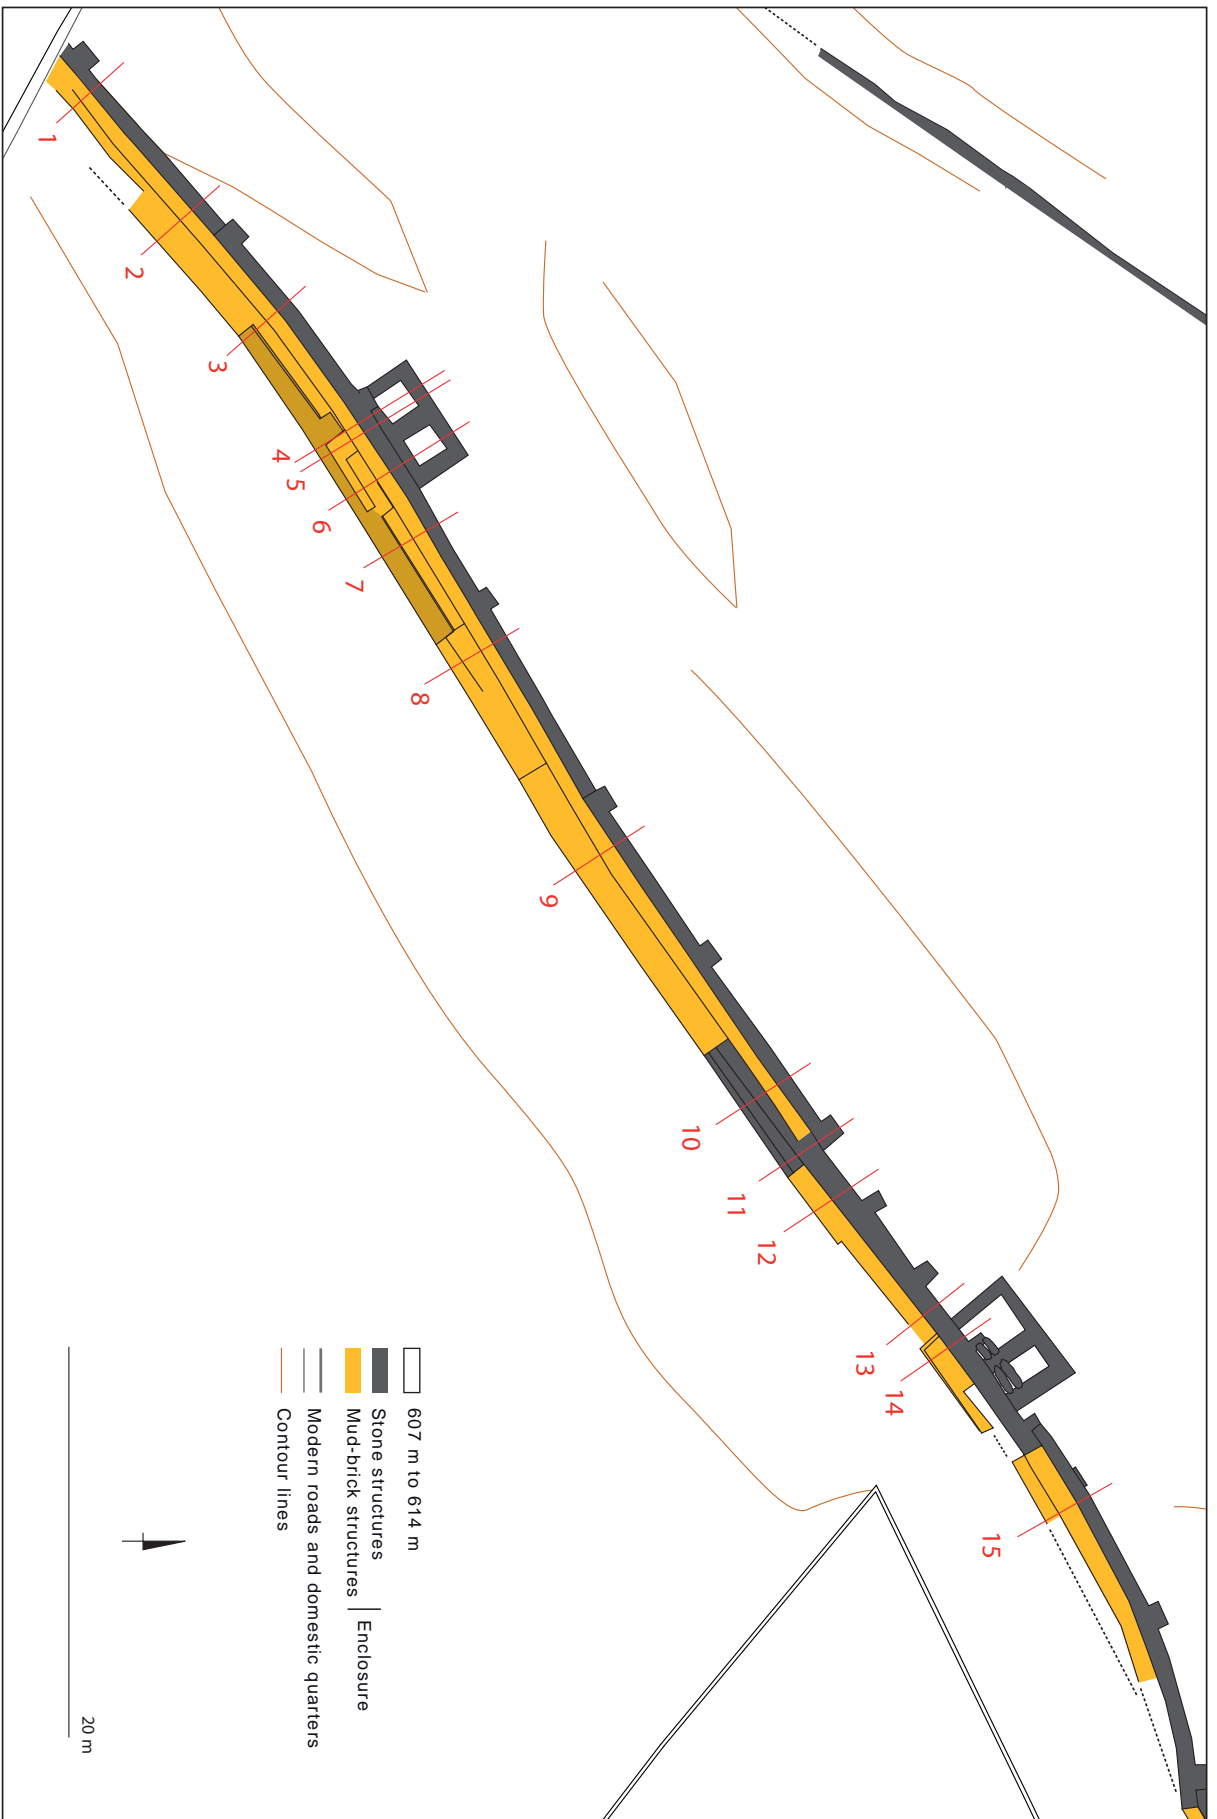 1
2
3
4
5
6
7
8
9
10
11
12
13
14
15
607 m to 614 m
Stone structures
Mud-brick structures
Enclosure
Modern roads and domestic quarters
Contour lines
20 m